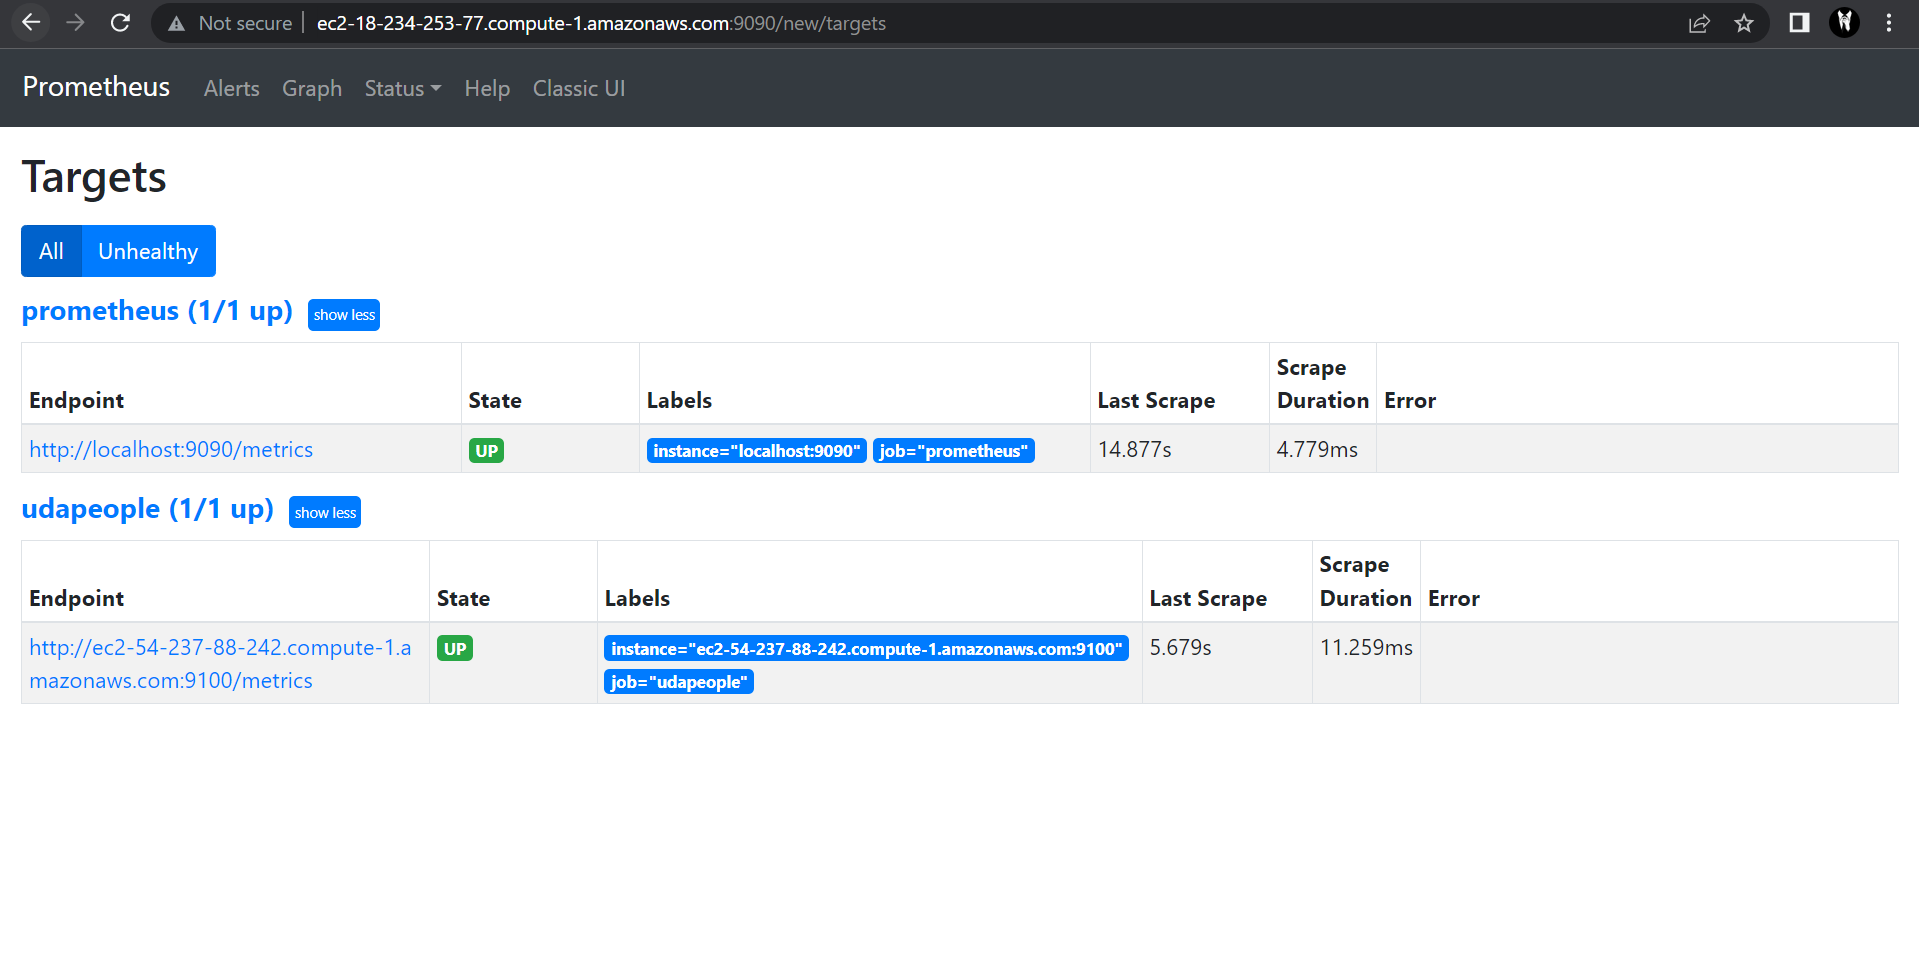 Not secure | ec2-18-234-253-77.compute-1.amazonaws.com:9090/new/targets
Prometheus Alerts Graph Status Help Classic UI
Targets
All Unhealthy
prometheus (1/1 up) show less
Endpoint State Labels Last Scrape Scrape Duration Error
http://localhost:9090/metrics UP instance="localhost:9090" job="prometheus" 14.877s 4.779ms
udapeople (1/1 up) show less
Endpoint State Labels Last Scrape Scrape Duration Error
http://ec2-54-237-88-242.compute-1.a UP instance="ec2-54-237-88-242.compute-1.amazonaws.com:9100" 5.679s 11.259ms
mazonaws.com:9100/metrics job="udapeople"